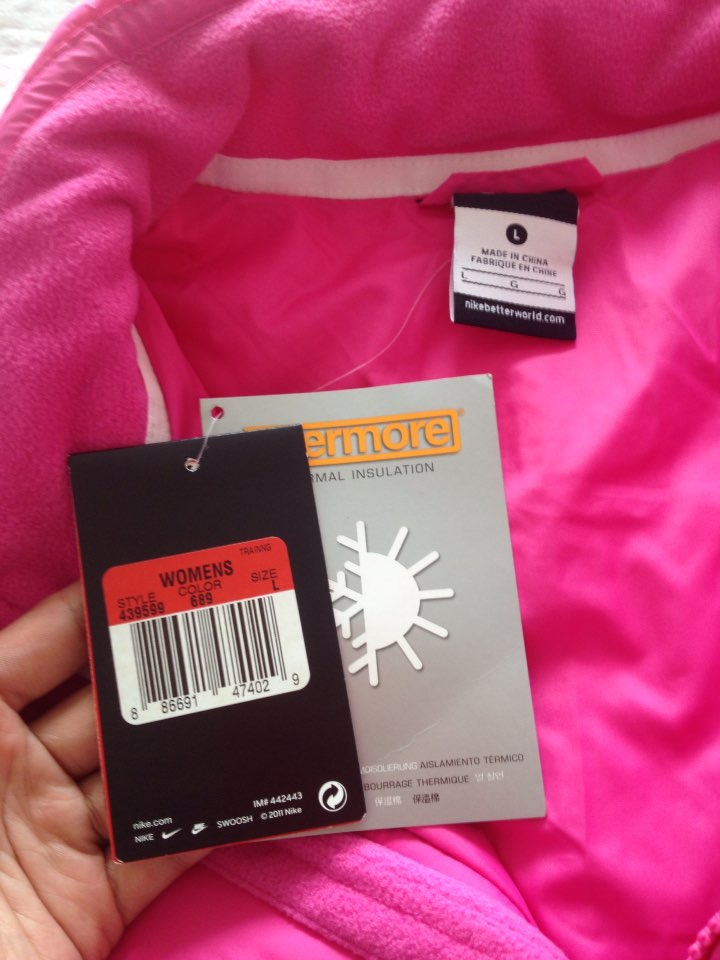 L
MADE IN CHINA
FABRIQUE EN CHINE
L G G
nikebetterworld.com
ermore
RMAL INSULATION
TRAINNG
WOMENS
STYLE COLOR SIZE
439599 689 L
8 86691 47402 9
IM# 442443
nike.com
NIKE SWOOSH © 2011 Nike
MOISOLIERUNG AISLAMIENTO TÉRMICO
BOURRAGE THERMIQUE
保溫棉 保温棉